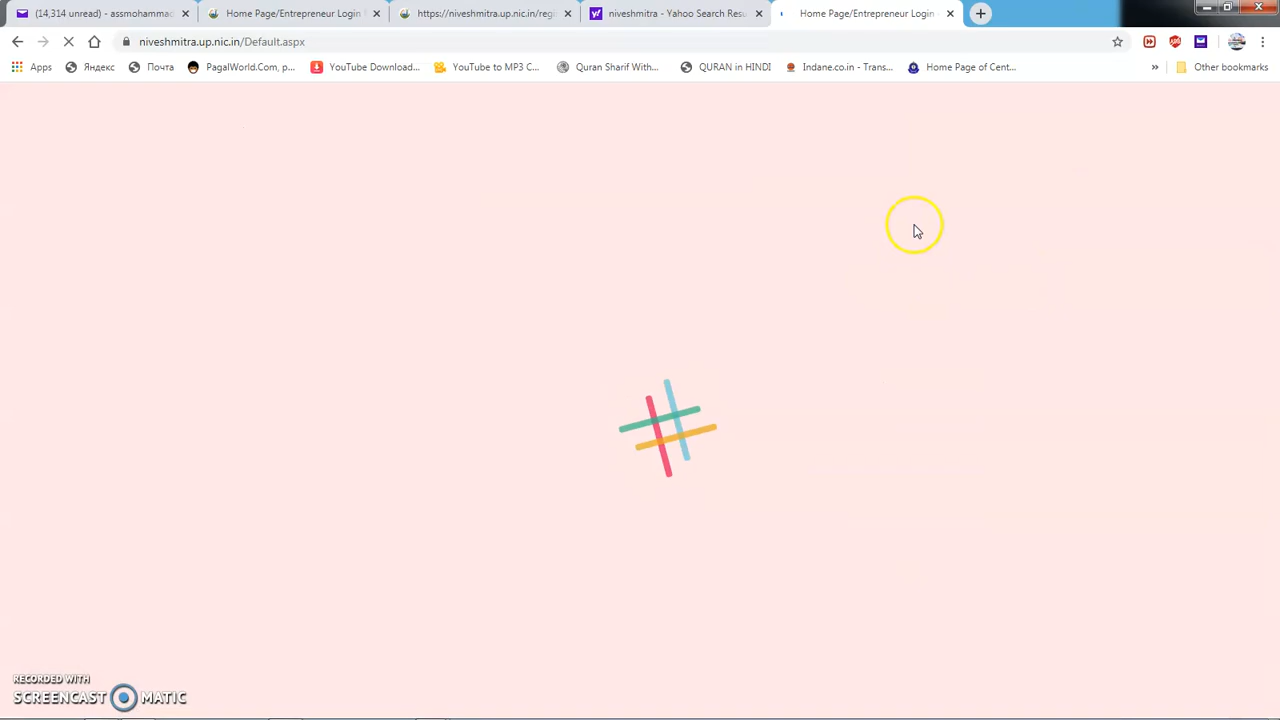 (14,314 unread) - assmohammad
Home Page/Entrepreneur Login
https://niveshmitra.up.nic.in/
niveshmitra - Yahoo Search Resu
Home Page/Entrepreneur Login
niveshmitra.up.nic.in/Default.aspx
Apps
Яндекс
Почта
PagalWorld.Com, p...
YouTube Download...
YouTube to MP3 C...
Quran Sharif With...
QURAN in HINDI
Indane.co.in - Trans...
Home Page of Cent...
»
Other bookmarks
RECORDED WITH
SCREENCAST MATIC